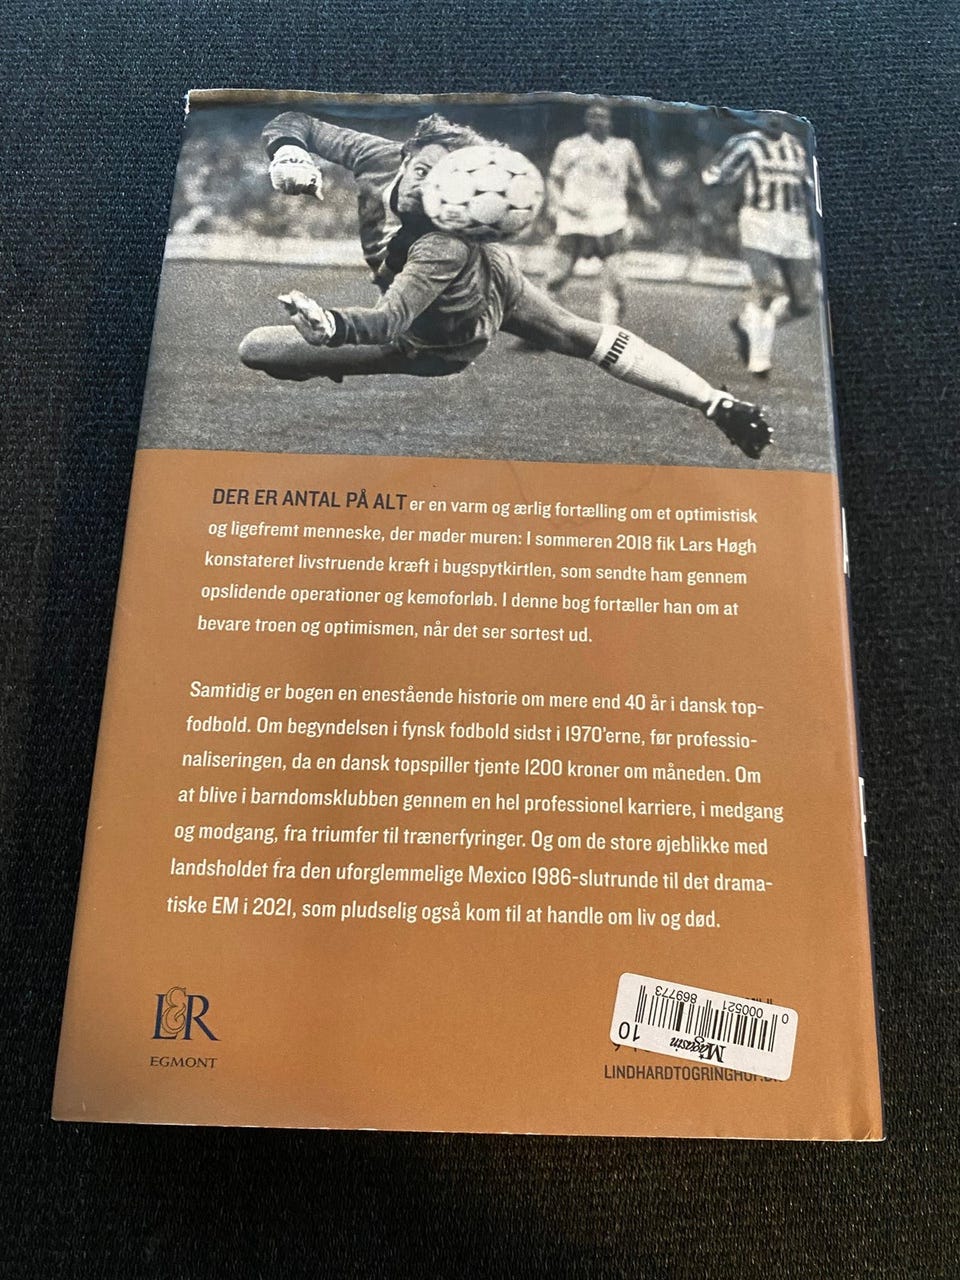 PUMA
DER ER ANTAL PÅ ALT er en varm og ærlig fortælling om et optimistisk
og ligefremt menneske, der møder muren: I sommeren 2018 fik Lars Høgh
konstateret livstruende kræft i bugspytkirtlen, som sendte ham gennem
opslidende operationer og kemoforløb. I denne bog fortæller han om at
bevare troen og optimismen, når det ser sortest ud.
Samtidig er bogen en enestående historie om mere end 40 år i dansk top-
fodbold. Om begyndelsen i fynsk fodbold sidst i 1970'erne, før professio-
naliseringen, da en dansk topspiller tjente 1200 kroner om måneden. Om
at blive i barndomsklubben gennem en hel professionel karriere, i medgang
og modgang, fra triumfer til trænerfyringer. Og om de store øjeblikke med
landsholdet fra den uforglemmelige Mexico 1986-slutrunde til det drama-
tiske EM i 2021, som pludselig også kom til at handle om liv og død.
L&R
EGMONT
10
Magasin
0 000521 869773
LINDHARDTOGRINGHOF.DK